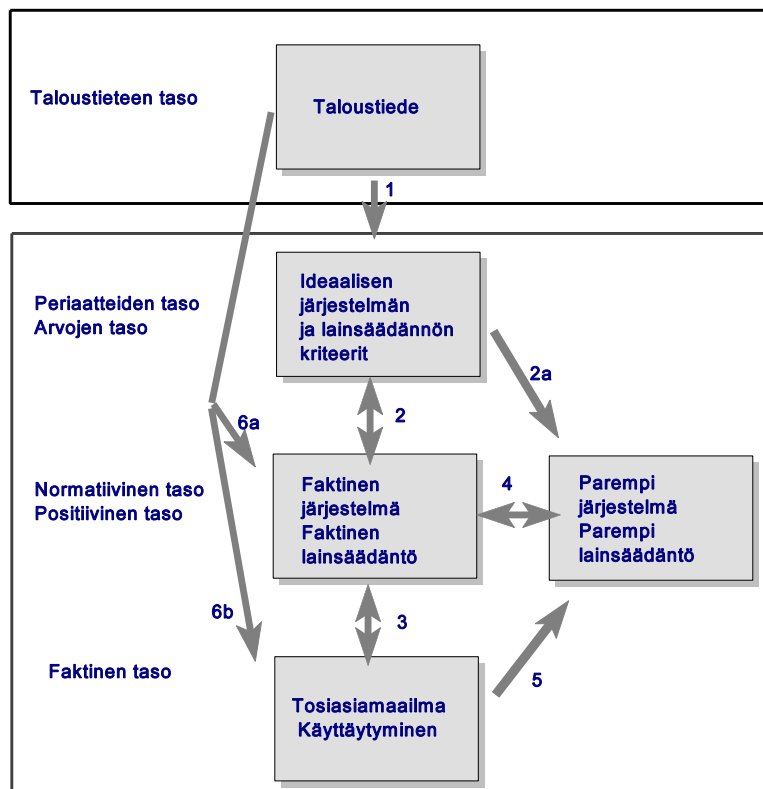 Taloustieteen taso
Taloustiede
1
Periaatteiden taso
Arvojen taso
Ideaalisen
järjestelmän
ja lainsäädännön
kriteerit
2a
2
6a
Normatiivinen taso
Positiivinen taso
Faktinen
järjestelmä
Faktinen
lainsäädäntö
4
Parempi
järjestelmä
Parempi
lainsäädäntö
6b
3
Faktinen taso
5
Tosiasiamaailma
Käyttäytyminen